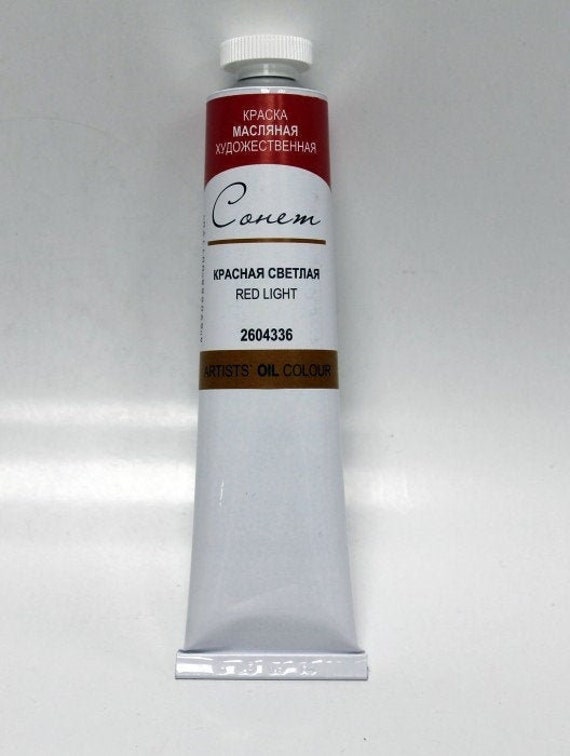 КРАСКА
МАСЛЯНАЯ
ХУДОЖЕСТВЕННАЯ
Сонет
КРАСНАЯ СВЕТЛАЯ
RED LIGHT
2604336
ARTISTS` OIL COLOUR